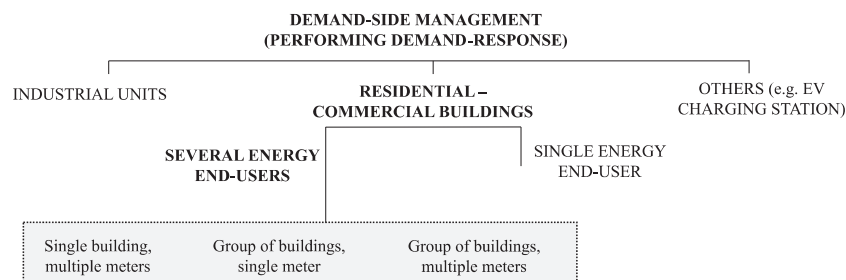 DEMAND-SIDE MANAGEMENT
(PERFORMING DEMAND-RESPONSE)
INDUSTRIAL UNITS
RESIDENTIAL –
COMMERCIAL BUILDINGS
OTHERS (e.g. EV
CHARGING STATION)
SEVERAL ENERGY
END-USERS
SINGLE ENERGY
END-USER
Single building,
multiple meters
Group of buildings,
single meter
Group of buildings,
multiple meters